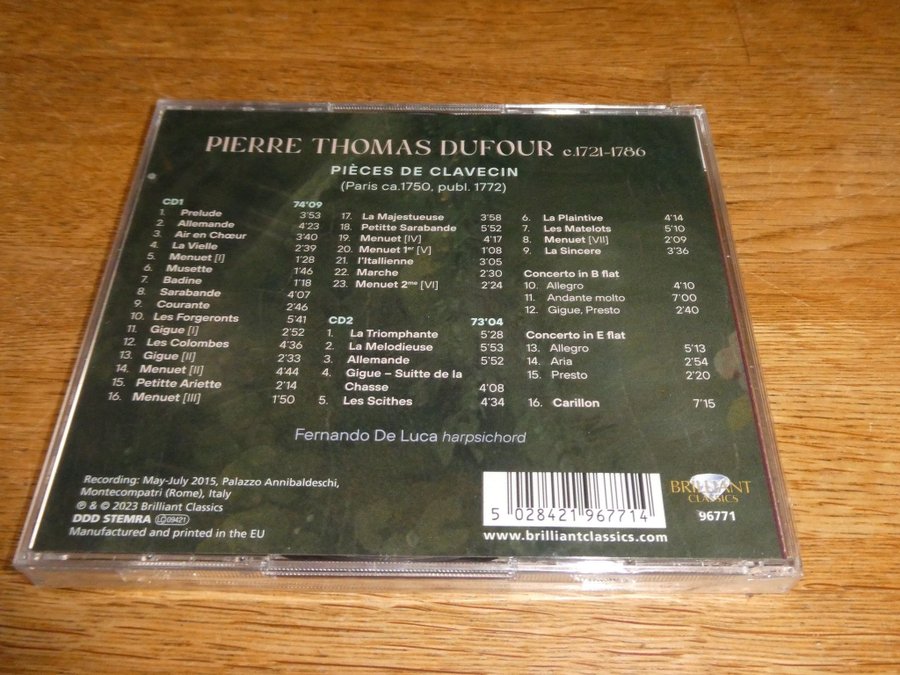 PIERRE THOMAS DUFOUR c.1721-1786
PIÈCES DE CLAVECIN
(Paris ca.1750, publ. 1772)
CD1 74'09
1. Prelude 3'53
2. Allemande 4'23
3. Air en Chœur 3'40
4. La Vielle 2'39
5. Menuet [I] 1'28
6. Musette 1'46
7. Badine 1'18
8. Sarabande 4'07
9. Courante 2'46
10. Les Forgeronts 5'41
11. Gigue [I] 2'52
12. Les Colombes 4'36
13. Gigue [II] 2'33
14. Menuet [II] 4'44
15. Petitte Ariette 2'14
16. Menuet [III] 1'50
17. La Majestueuse 3'58
18. Petitte Sarabande 5'52
19. Menuet [IV] 4'17
20. Menuet 1er [V] 1'08
21. l'Itallienne 3'05
22. Marche 2'30
23. Menuet 2me [VI] 2'24
CD2 73'04
1. La Triomphante 5'28
2. La Melodieuse 5'53
3. Allemande 5'52
4. Gigue – Suitte de la
Chasse 4'08
5. Les Scithes 4'34
6. La Plaintive 4'14
7. Les Matelots 5'10
8. Menuet [VII] 2'09
9. La Sincere 3'36
Concerto in B flat
10. Allegro 4'10
11. Andante molto 7'00
12. Gigue, Presto 2'40
Concerto in E flat
13. Allegro 5'13
14. Aria 2'54
15. Presto 2'20
16. Carillon 7'15
Fernando De Luca harpsichord
Recording: May-July 2015, Palazzo Annibaldeschi,
Montecompatri (Rome), Italy
℗ & © 2023 Brilliant Classics
DDD STEMRA LC 09421
Manufactured and printed in the EU
5 028421 967714
www.brilliantclassics.com
BRILLIANT
CLASSICS
96771